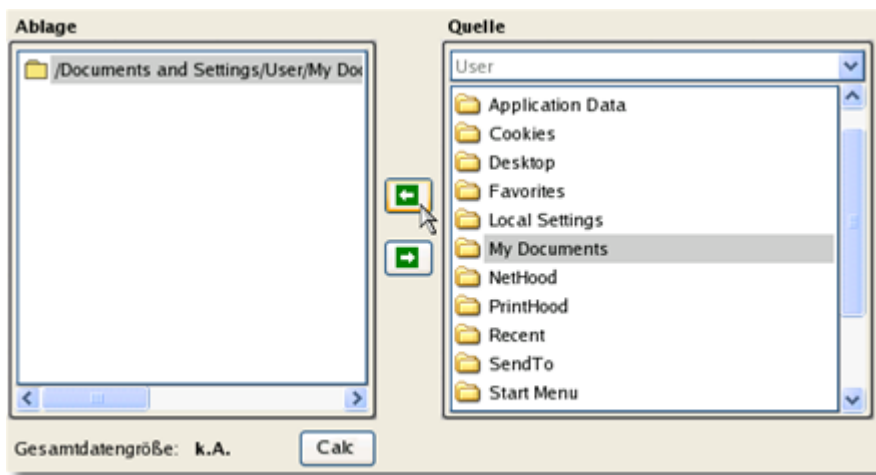 Ablage
/Documents and Settings/User/My Do
Gesamtdatengröße: k.A.
Calc
Quelle
User
Application Data
Cookies
Desktop
Favorites
Local Settings
My Documents
NetHood
PrintHood
Recent
SendTo
Start Menu